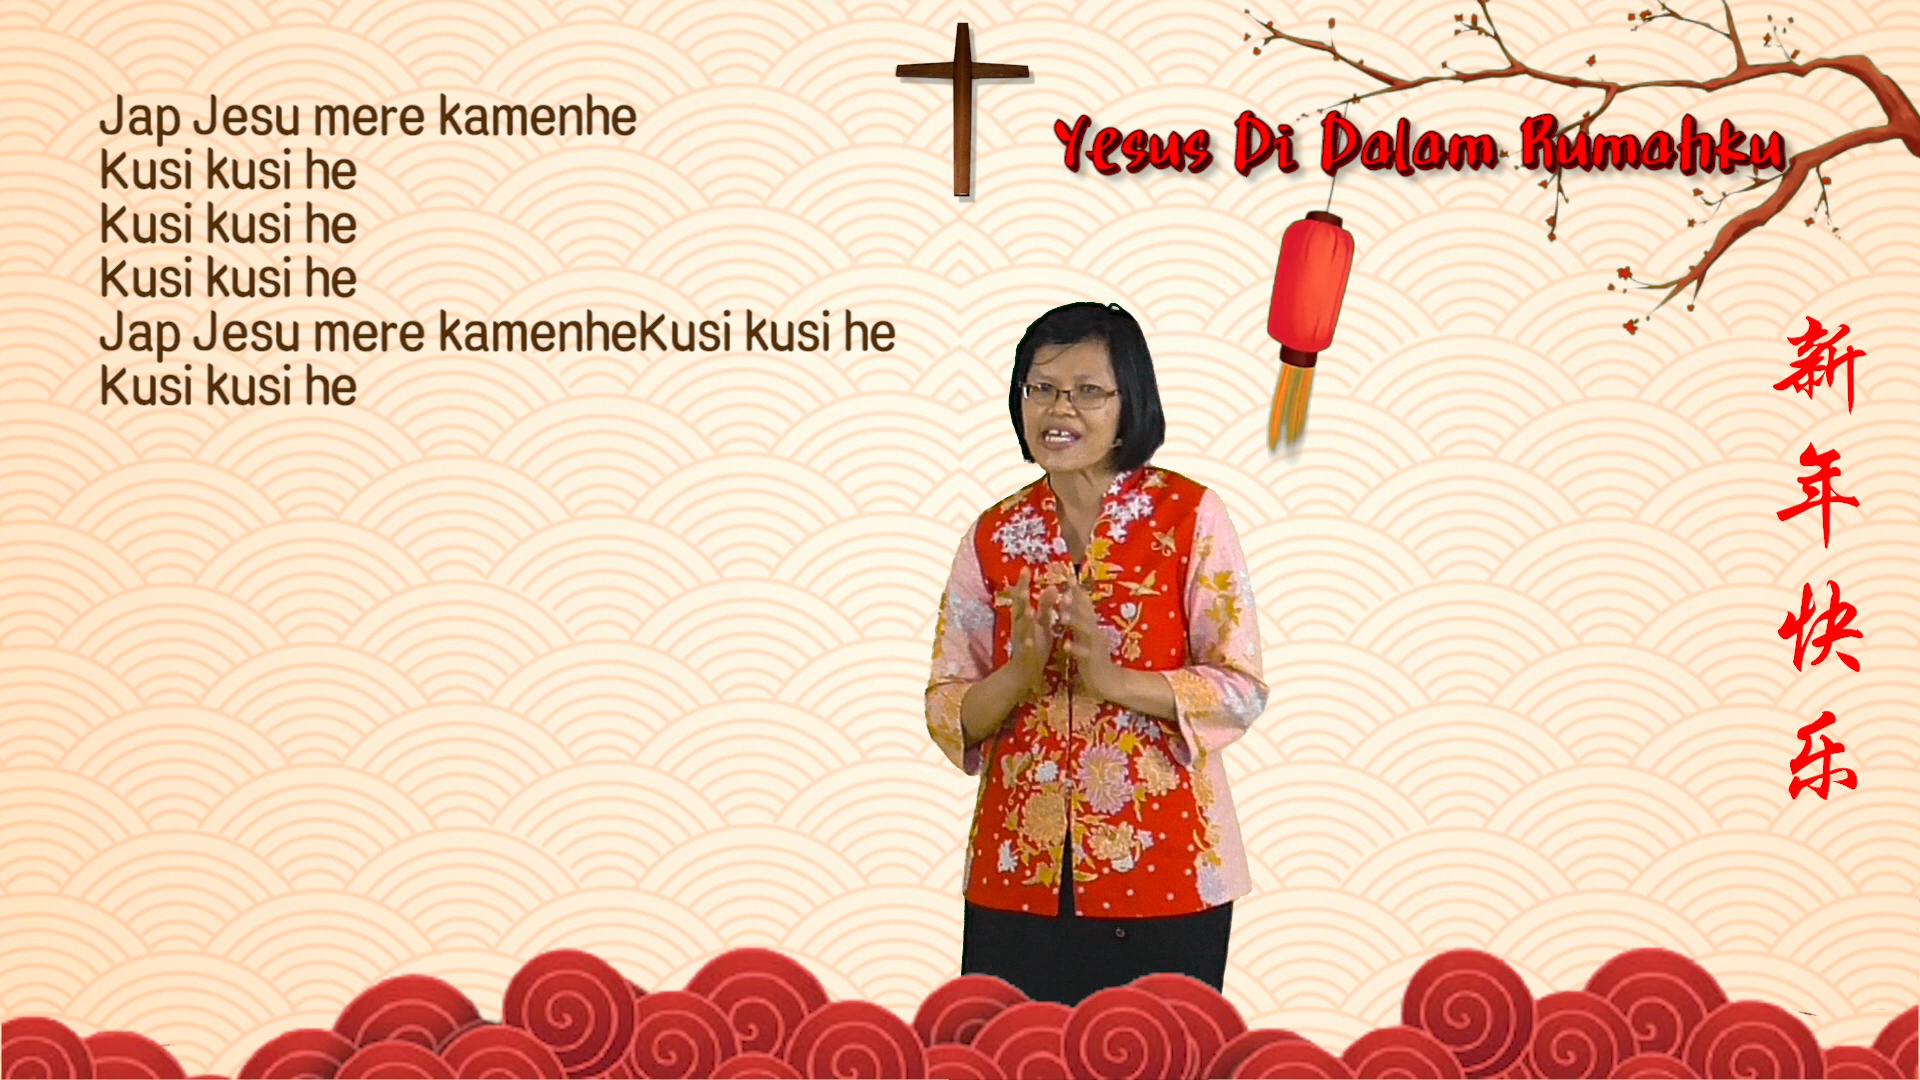 Jap Jesu mere kamenhe
Kusi kusi he
Kusi kusi he
Kusi kusi he
Jap Jesu mere kamenheKusi kusi he
Kusi kusi he
Yesus Di Dalam Rumahku
新年快乐